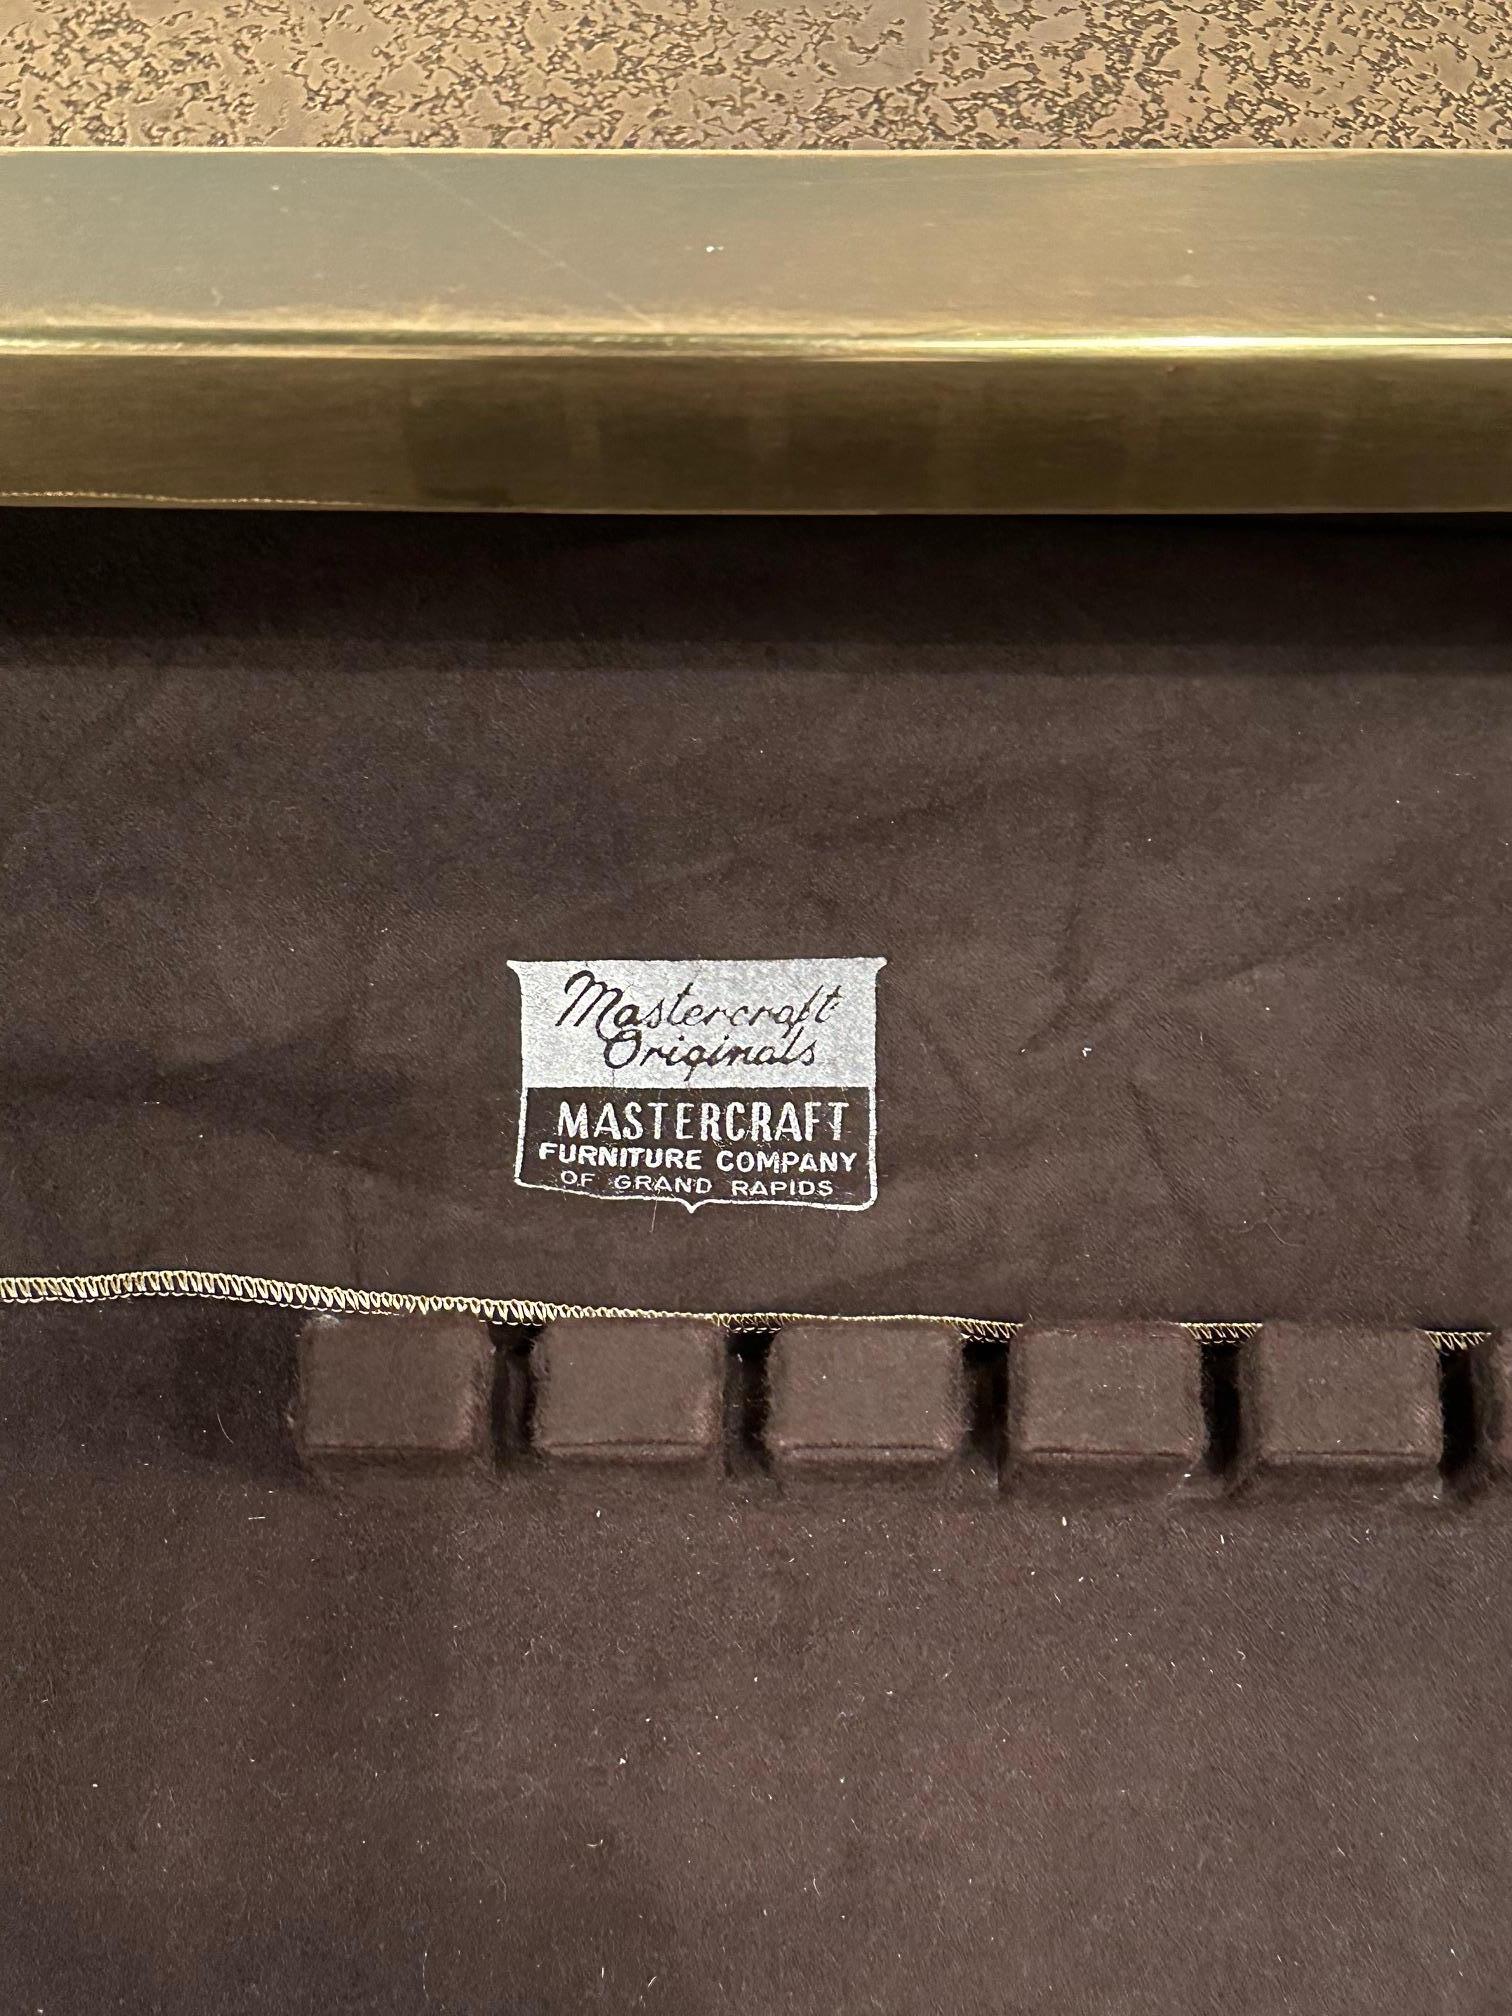 Mastercraft
Originals
MASTERCRAFT
FURNITURE COMPANY
OF GRAND RAPIDS